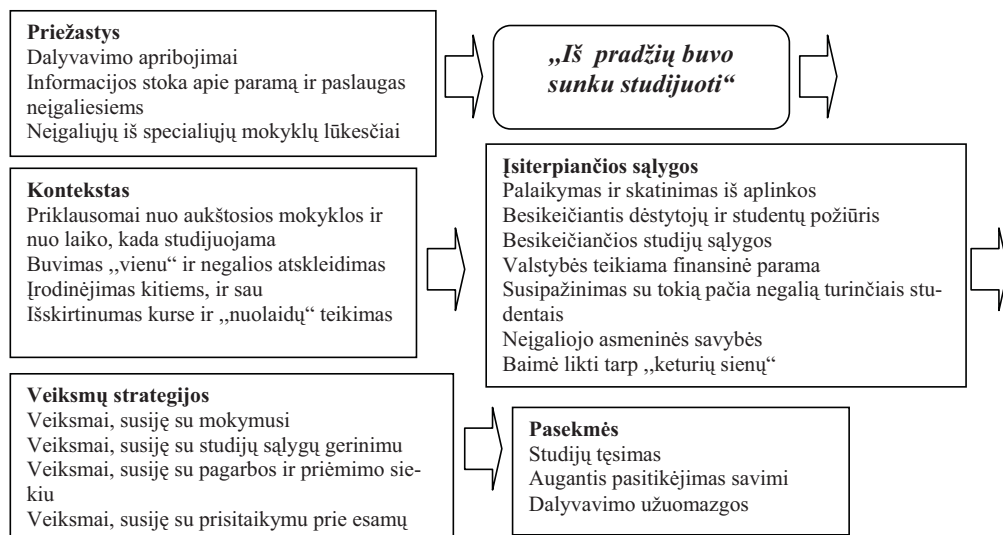 Priežastys
Dalyvavimo apribojimai
Informacijos stoka apie paramą ir paslaugas
neįgaliesiems
Neįgaliųjų iš specialiųjų mokyklų lūkesčiai
,,Iš pradžių buvo
sunku studijuoti“
Kontekstas
Priklausomai nuo aukštosios mokyklos ir
nuo laiko, kada studijuojama
Buvimas ,,vienu“ ir negalios atskleidimas
Įrodinėjimas kitiems, ir sau
Išskirtinumas kurse ir ,,nuolaidų“ teikimas
Įsiterpiančios sąlygos
Palaikymas ir skatinimas iš aplinkos
Besikeičiantis dėstytojų ir studentų požiūris
Besikeičiančios studijų sąlygos
Valstybės teikiama finansinė parama
Susipažinimas su tokią pačia negalią turinčiais stu-
dentais
Neįgaliojo asmeninės savybės
Baimė likti tarp ,,keturių sienų“
Veiksmų strategijos
Veiksmai, susiję su mokymusi
Veiksmai, susiję su studijų sąlygų gerinimu
Veiksmai, susiję su pagarbos ir priėmimo sie-
kiu
Veiksmai, susiję su prisitaikymu prie esamų
Pasekmės
Studijų tęsimas
Augantis pasitikėjimas savimi
Dalyvavimo užuomazgos